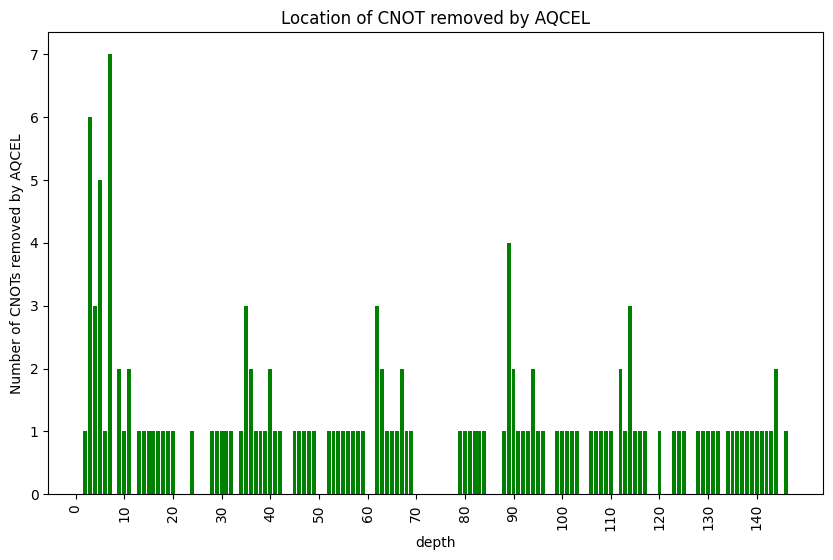 Location of CNOT removed by AQCEL
Number of CNOTs removed by AQCEL
7
6
5
4
3
2
1
0
0 10 20 30 40 50 60 70 80 90 100 110 120 130 140
depth